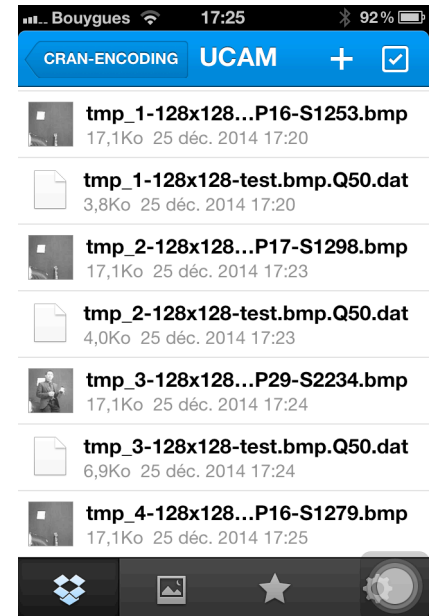 Bouygues 17:25 92 %
CRAN-ENCODING UCAM +
tmp_1-128x128...P16-S1253.bmp
17,1Ko 25 déc. 2014 17:20
tmp_1-128x128-test.bmp.Q50.dat
3,8Ko 25 déc. 2014 17:20
tmp_2-128x128...P17-S1298.bmp
17,1Ko 25 déc. 2014 17:23
tmp_2-128x128-test.bmp.Q50.dat
4,0Ko 25 déc. 2014 17:23
tmp_3-128x128...P29-S2234.bmp
17,1Ko 25 déc. 2014 17:24
tmp_3-128x128-test.bmp.Q50.dat
6,9Ko 25 déc. 2014 17:24
tmp_4-128x128...P16-S1279.bmp
17,1Ko 25 déc. 2014 17:25